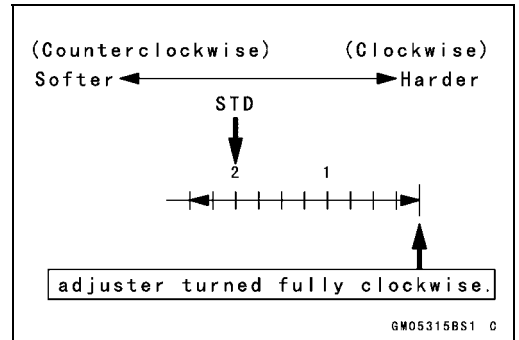 (Counterclockwise) (Clockwise)
Softer Harder
STD
2 1
adjuster turned fully clockwise.
GM05315BS1 C